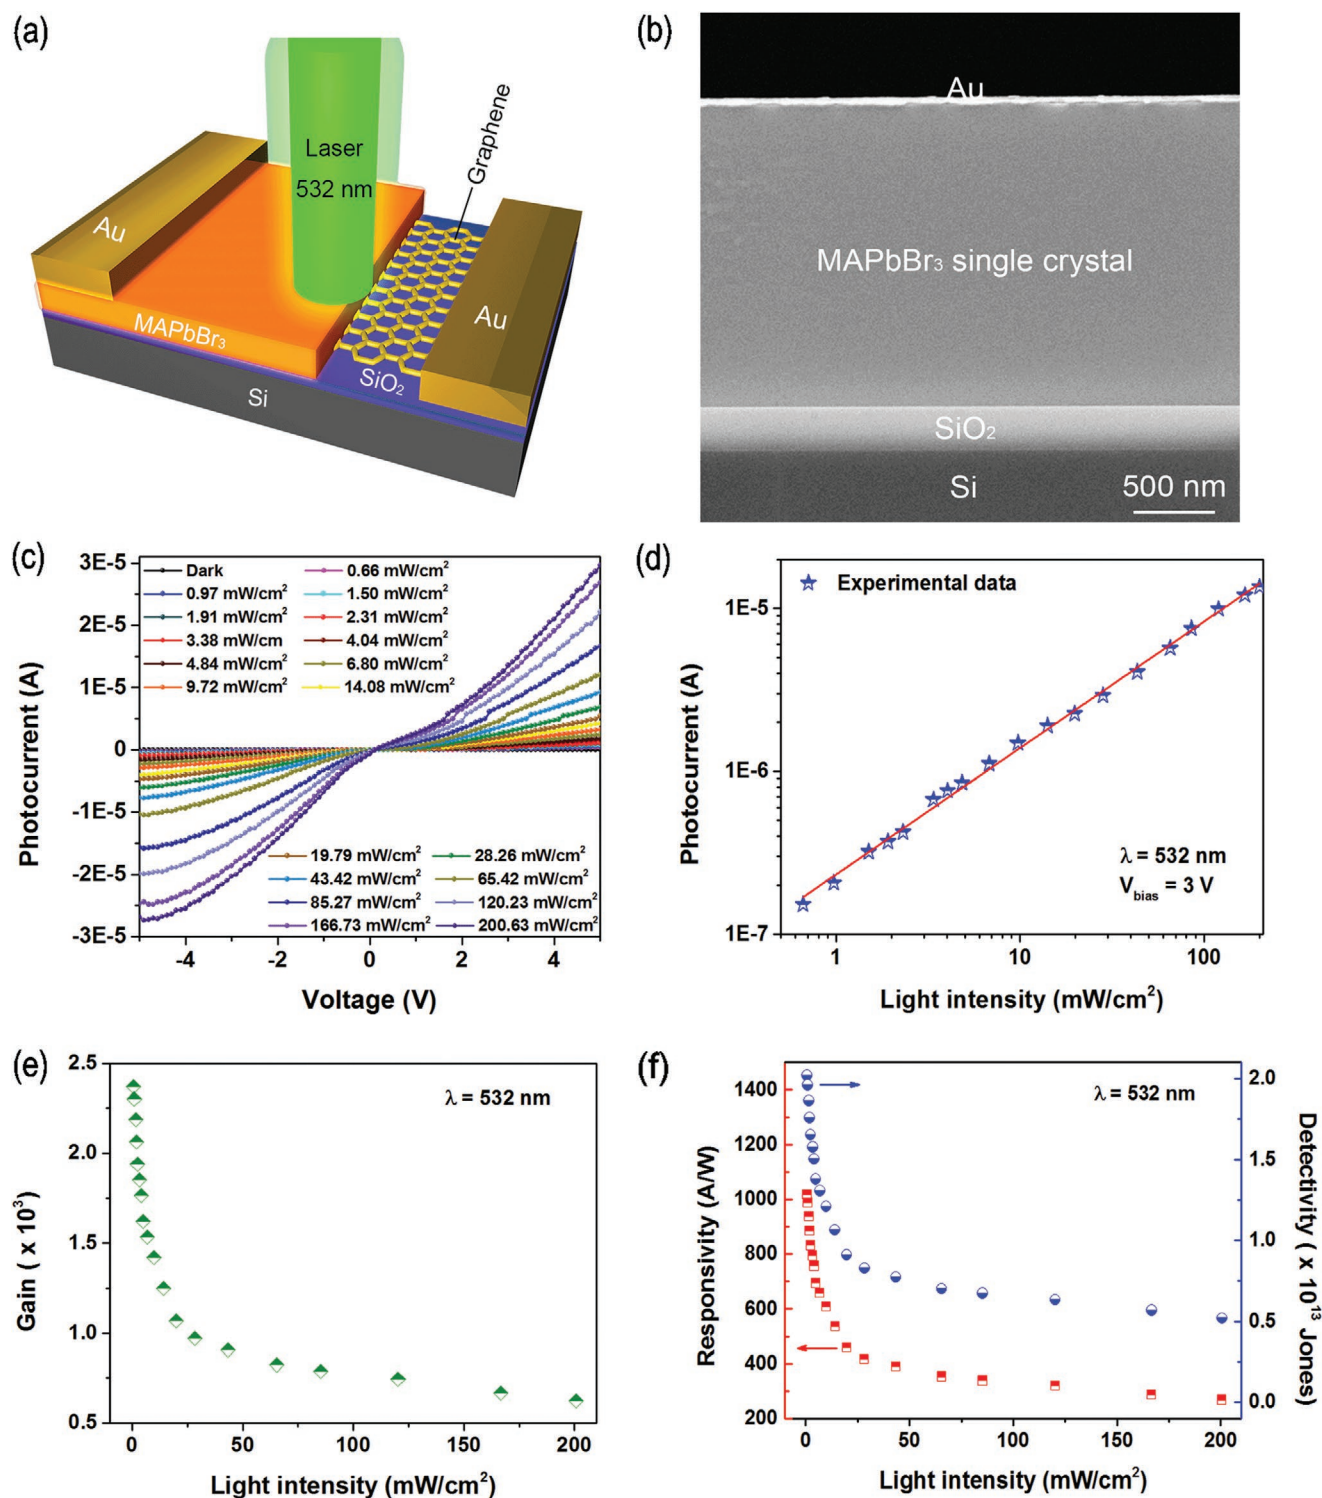 (a)
Laser
532 nm
Graphene
Au
Au
MAPbBr₃
SiO₂
Si
(b)
Au
MAPbBr₃ single crystal
SiO₂
Si
500 nm
(c)
3E-5
2E-5
1E-5
0
-1E-5
-2E-5
-3E-5
Photocurrent (A)
Dark
0.66 mW/cm²
0.97 mW/cm²
1.50 mW/cm²
1.91 mW/cm²
2.31 mW/cm²
3.38 mW/cm
4.04 mW/cm²
4.84 mW/cm²
6.80 mW/cm²
9.72 mW/cm²
14.08 mW/cm²
19.79 mW/cm²
28.26 mW/cm²
43.42 mW/cm²
65.42 mW/cm²
85.27 mW/cm²
120.23 mW/cm²
166.73 mW/cm²
200.63 mW/cm²
-4 -2 0 2 4
Voltage (V)
(d)
Experimental data
1E-5
1E-6
1E-7
Photocurrent (A)
λ = 532 nm
V_bias = 3 V
1 10 100
Light intensity (mW/cm²)
(e)
2.5
2.0
1.5
1.0
0.5
Gain ( x 10³)
λ = 532 nm
0 50 100 150 200
Light intensity (mW/cm²)
(f)
1400
1200
1000
800
600
400
200
Responsivity (A/W)
λ = 532 nm
2.0
1.5
1.0
0.5
0.0
Detectivity ( x 10¹³ Jones)
0 50 100 150 200
Light intensity (mW/cm²)